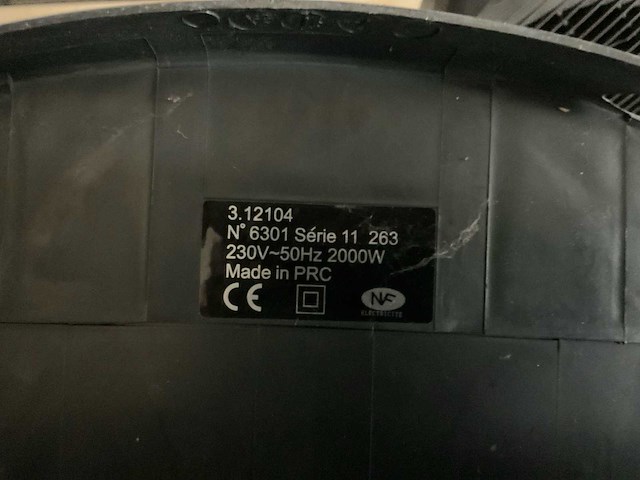 3.12104
N° 6301 Série 11 263
230V~50Hz 2000W
Made in PRC
CE
NF
ELECTRICITE